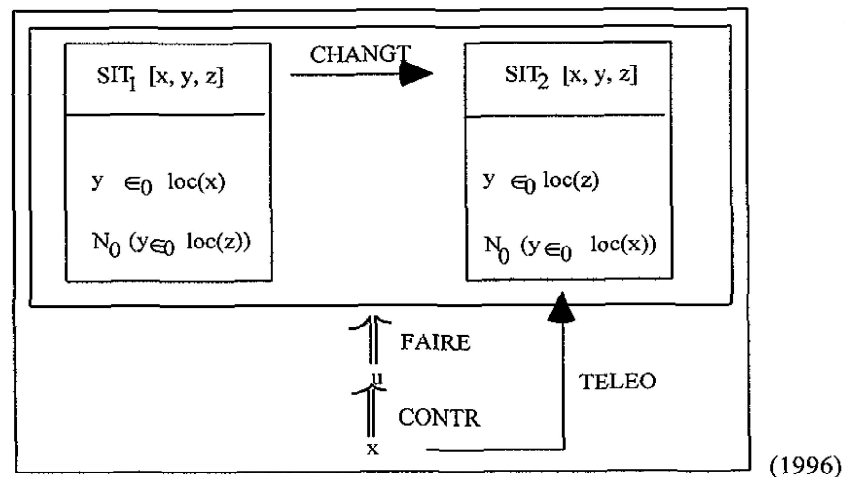 SIT₁ [x, y, z]
CHANGT
SIT₂ [x, y, z]
y ∈₀ loc(x)
N₀ (y∈₀ loc(z))
y ∈₀ loc(z)
N₀ (y∈₀ loc(x))
FAIRE
u
TELEO
CONTR
x
(1996)